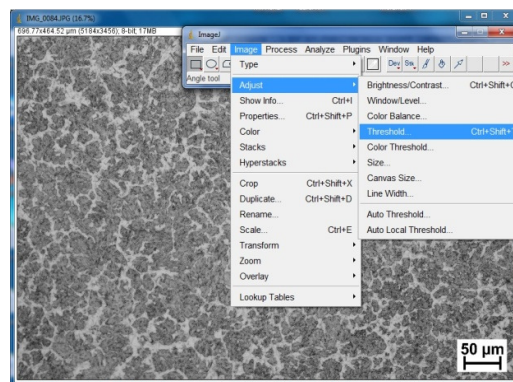 IMG_0084.JPG (16.7%)
696.77x464.52 µm (5184x3456); 8-bit; 17MB
ImageJ
File Edit Image Process Analyze Plugins Window Help
Dev Stk >>
Angle tool
Type
Adjust
Show Info... Ctrl+I
Properties... Ctrl+Shift+P
Color
Stacks
Hyperstacks
Crop Ctrl+Shift+X
Duplicate... Ctrl+Shift+D
Rename...
Scale... Ctrl+E
Transform
Zoom
Overlay
Lookup Tables
Brightness/Contrast... Ctrl+Shift+C
Window/Level...
Color Balance...
Threshold... Ctrl+Shift+T
Color Threshold...
Size...
Canvas Size...
Line Width...
Auto Threshold...
Auto Local Threshold...
50 µm